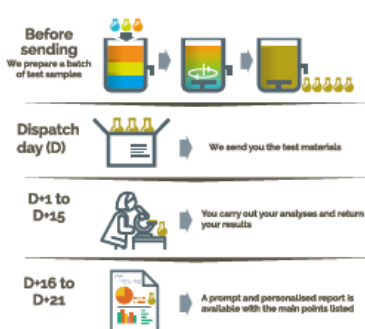 Before
sending
We prepare a batch
of test samples
Dispatch
day (D)
We send you the test materials
D+1 to
D+15
You carry out your analyses and return
your results
D+16 to
D+21
A prompt and personalised report is
available with the main points listed